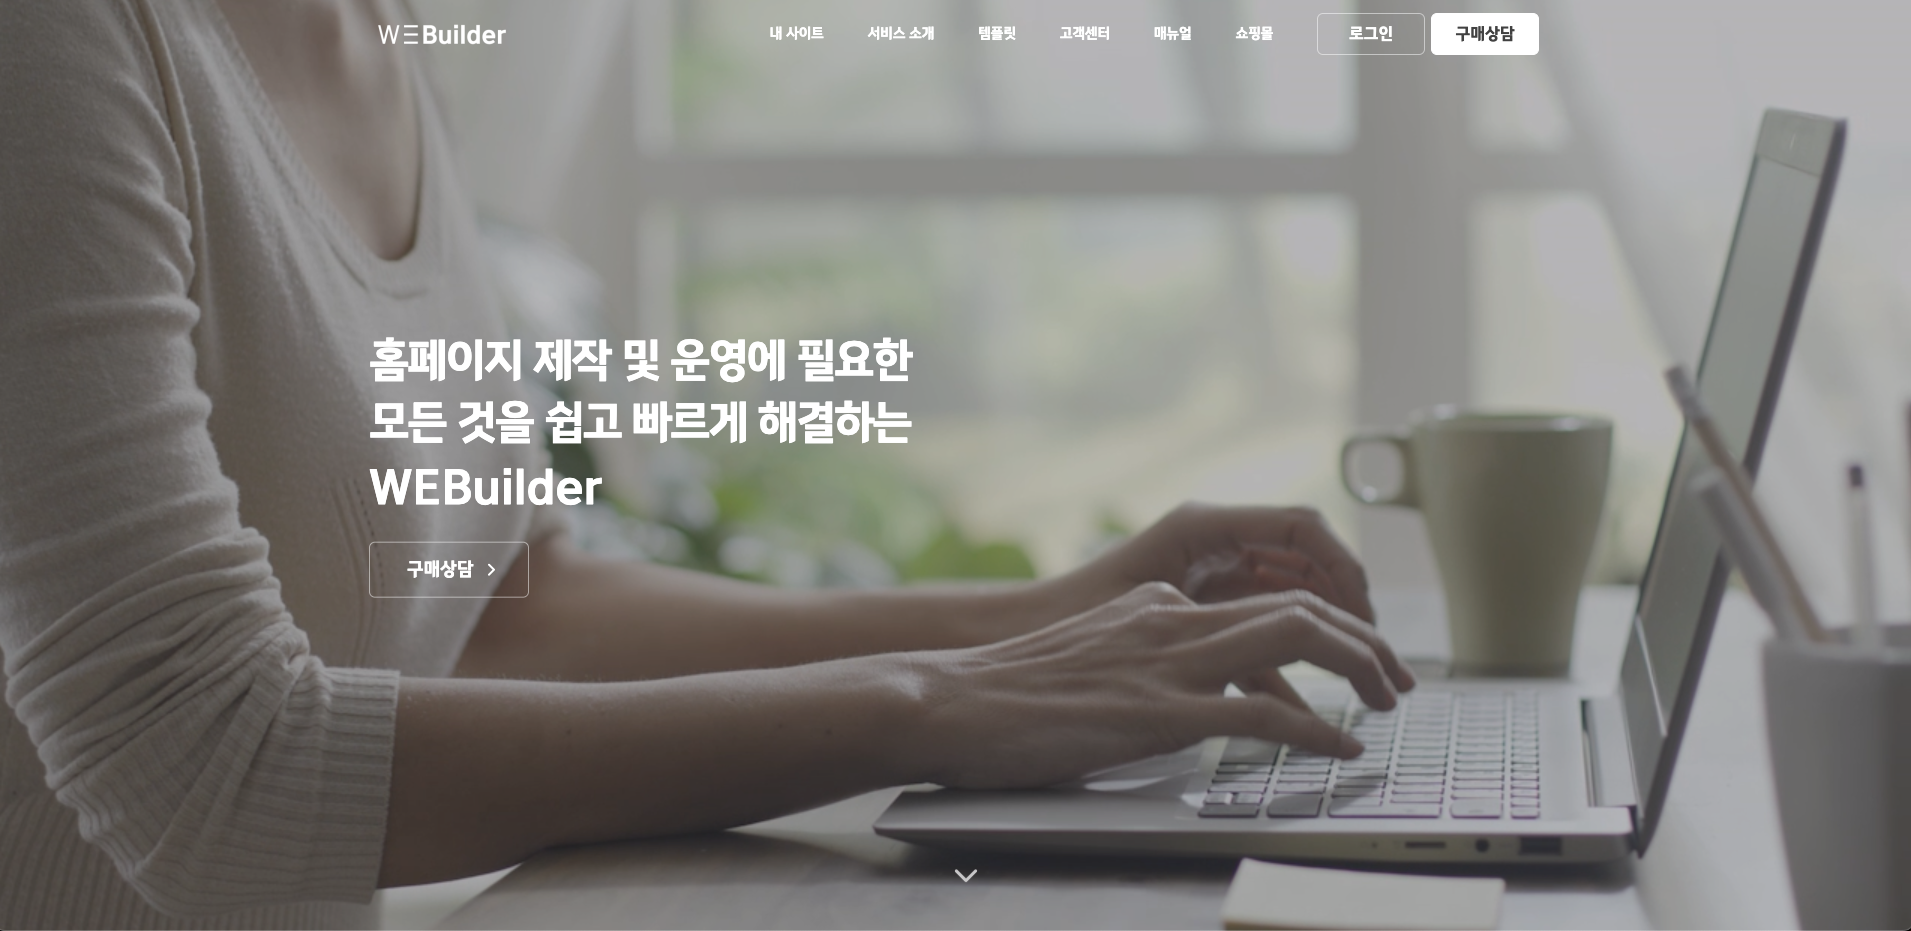 WEBuilder
내 사이트
서비스 소개
템플릿
고객센터
매뉴얼
쇼핑몰
로그인
구매상담
홈페이지 제작 및 운영에 필요한
모든 것을 쉽고 빠르게 해결하는
WEBuilder
구매상담